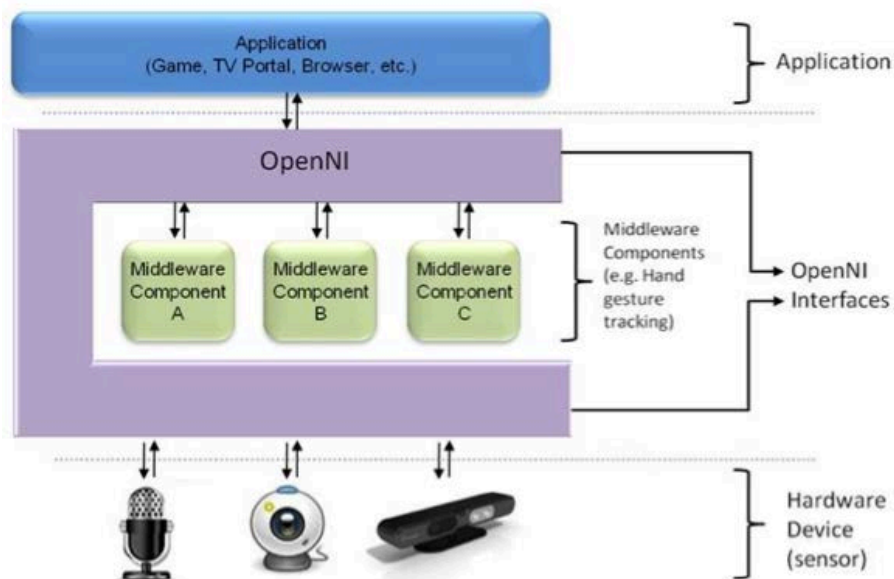 Application
(Game, TV Portal, Browser, etc.)
Application
OpenNI
Middleware
Component
A
Middleware
Component
B
Middleware
Component
C
Middleware
Components
(e.g. Hand
gesture
tracking)
OpenNI
Interfaces
Hardware
Device
(sensor)